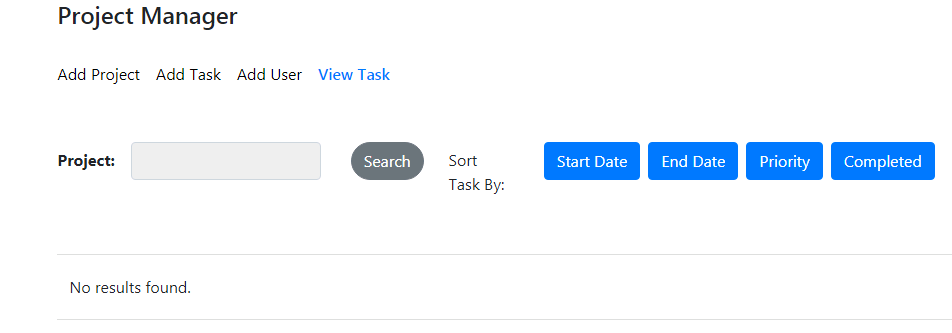 Project Manager
Add Project Add Task Add User View Task
Project: Search Sort Task By: Start Date End Date Priority Completed
No results found.